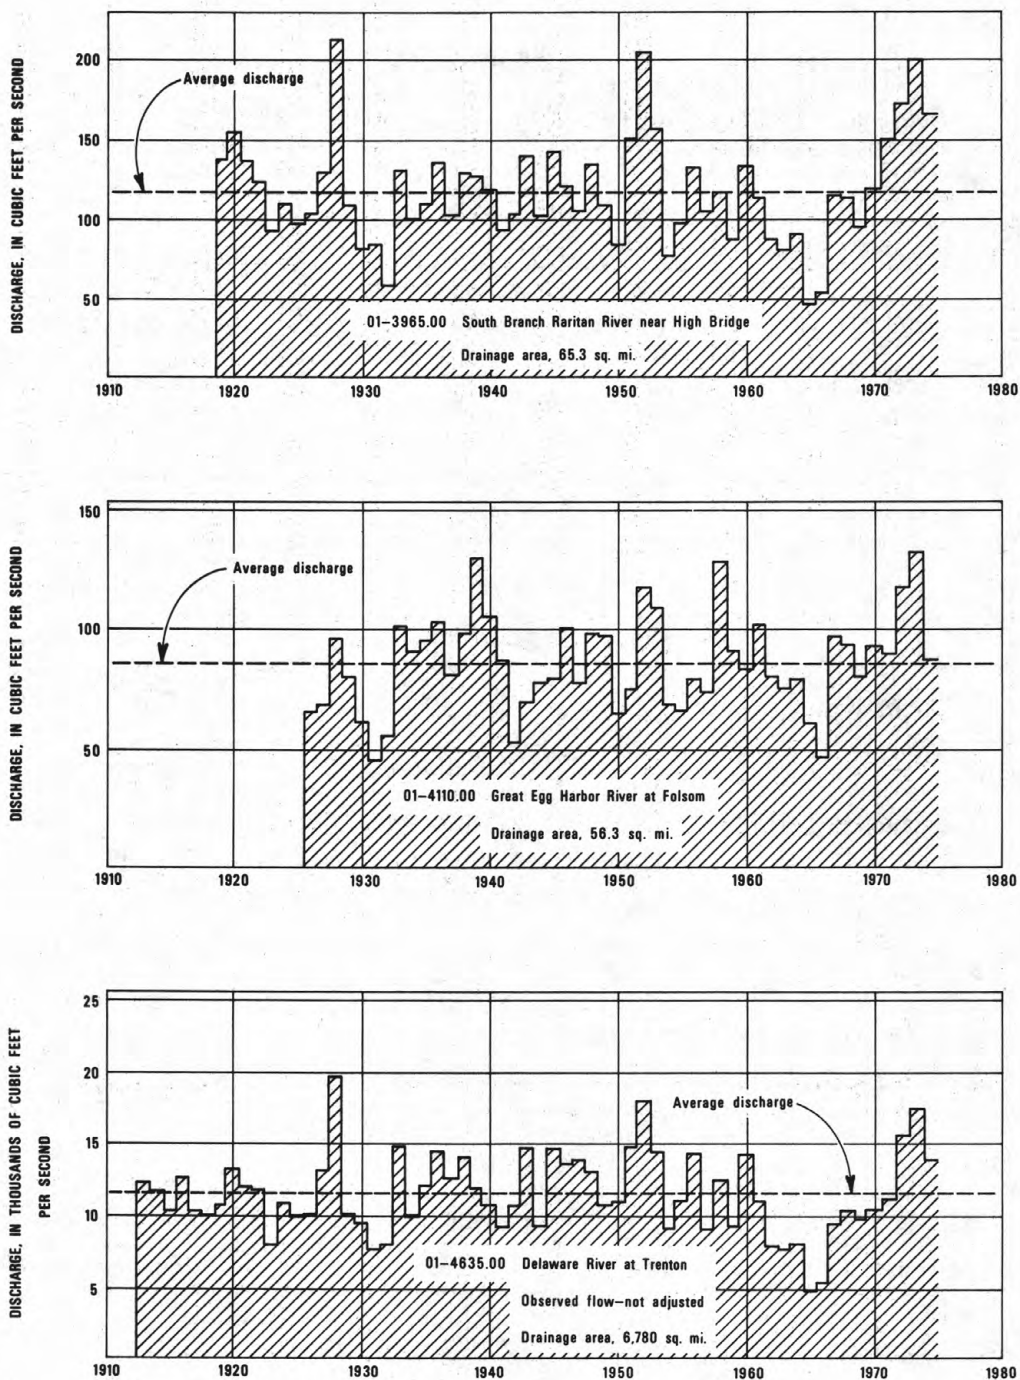 DISCHARGE, IN CUBIC FEET PER SECOND
200
150
100
50
Average discharge
01–3965.00 South Branch Raritan River near High Bridge
Drainage area, 65.3 sq. mi.
1910 1920 1930 1940 1950 1960 1970 1980
DISCHARGE, IN CUBIC FEET PER SECOND
150
100
50
Average discharge
01–4110.00 Great Egg Harbor River at Folsom
Drainage area, 56.3 sq. mi.
1910 1920 1930 1940 1950 1960 1970 1980
DISCHARGE, IN THOUSANDS OF CUBIC FEET
PER SECOND
25
20
15
10
5
Average discharge
01–4635.00 Delaware River at Trenton
Observed flow—not adjusted
Drainage area, 6,780 sq. mi.
1910 1920 1930 1940 1950 1960 1970 1980